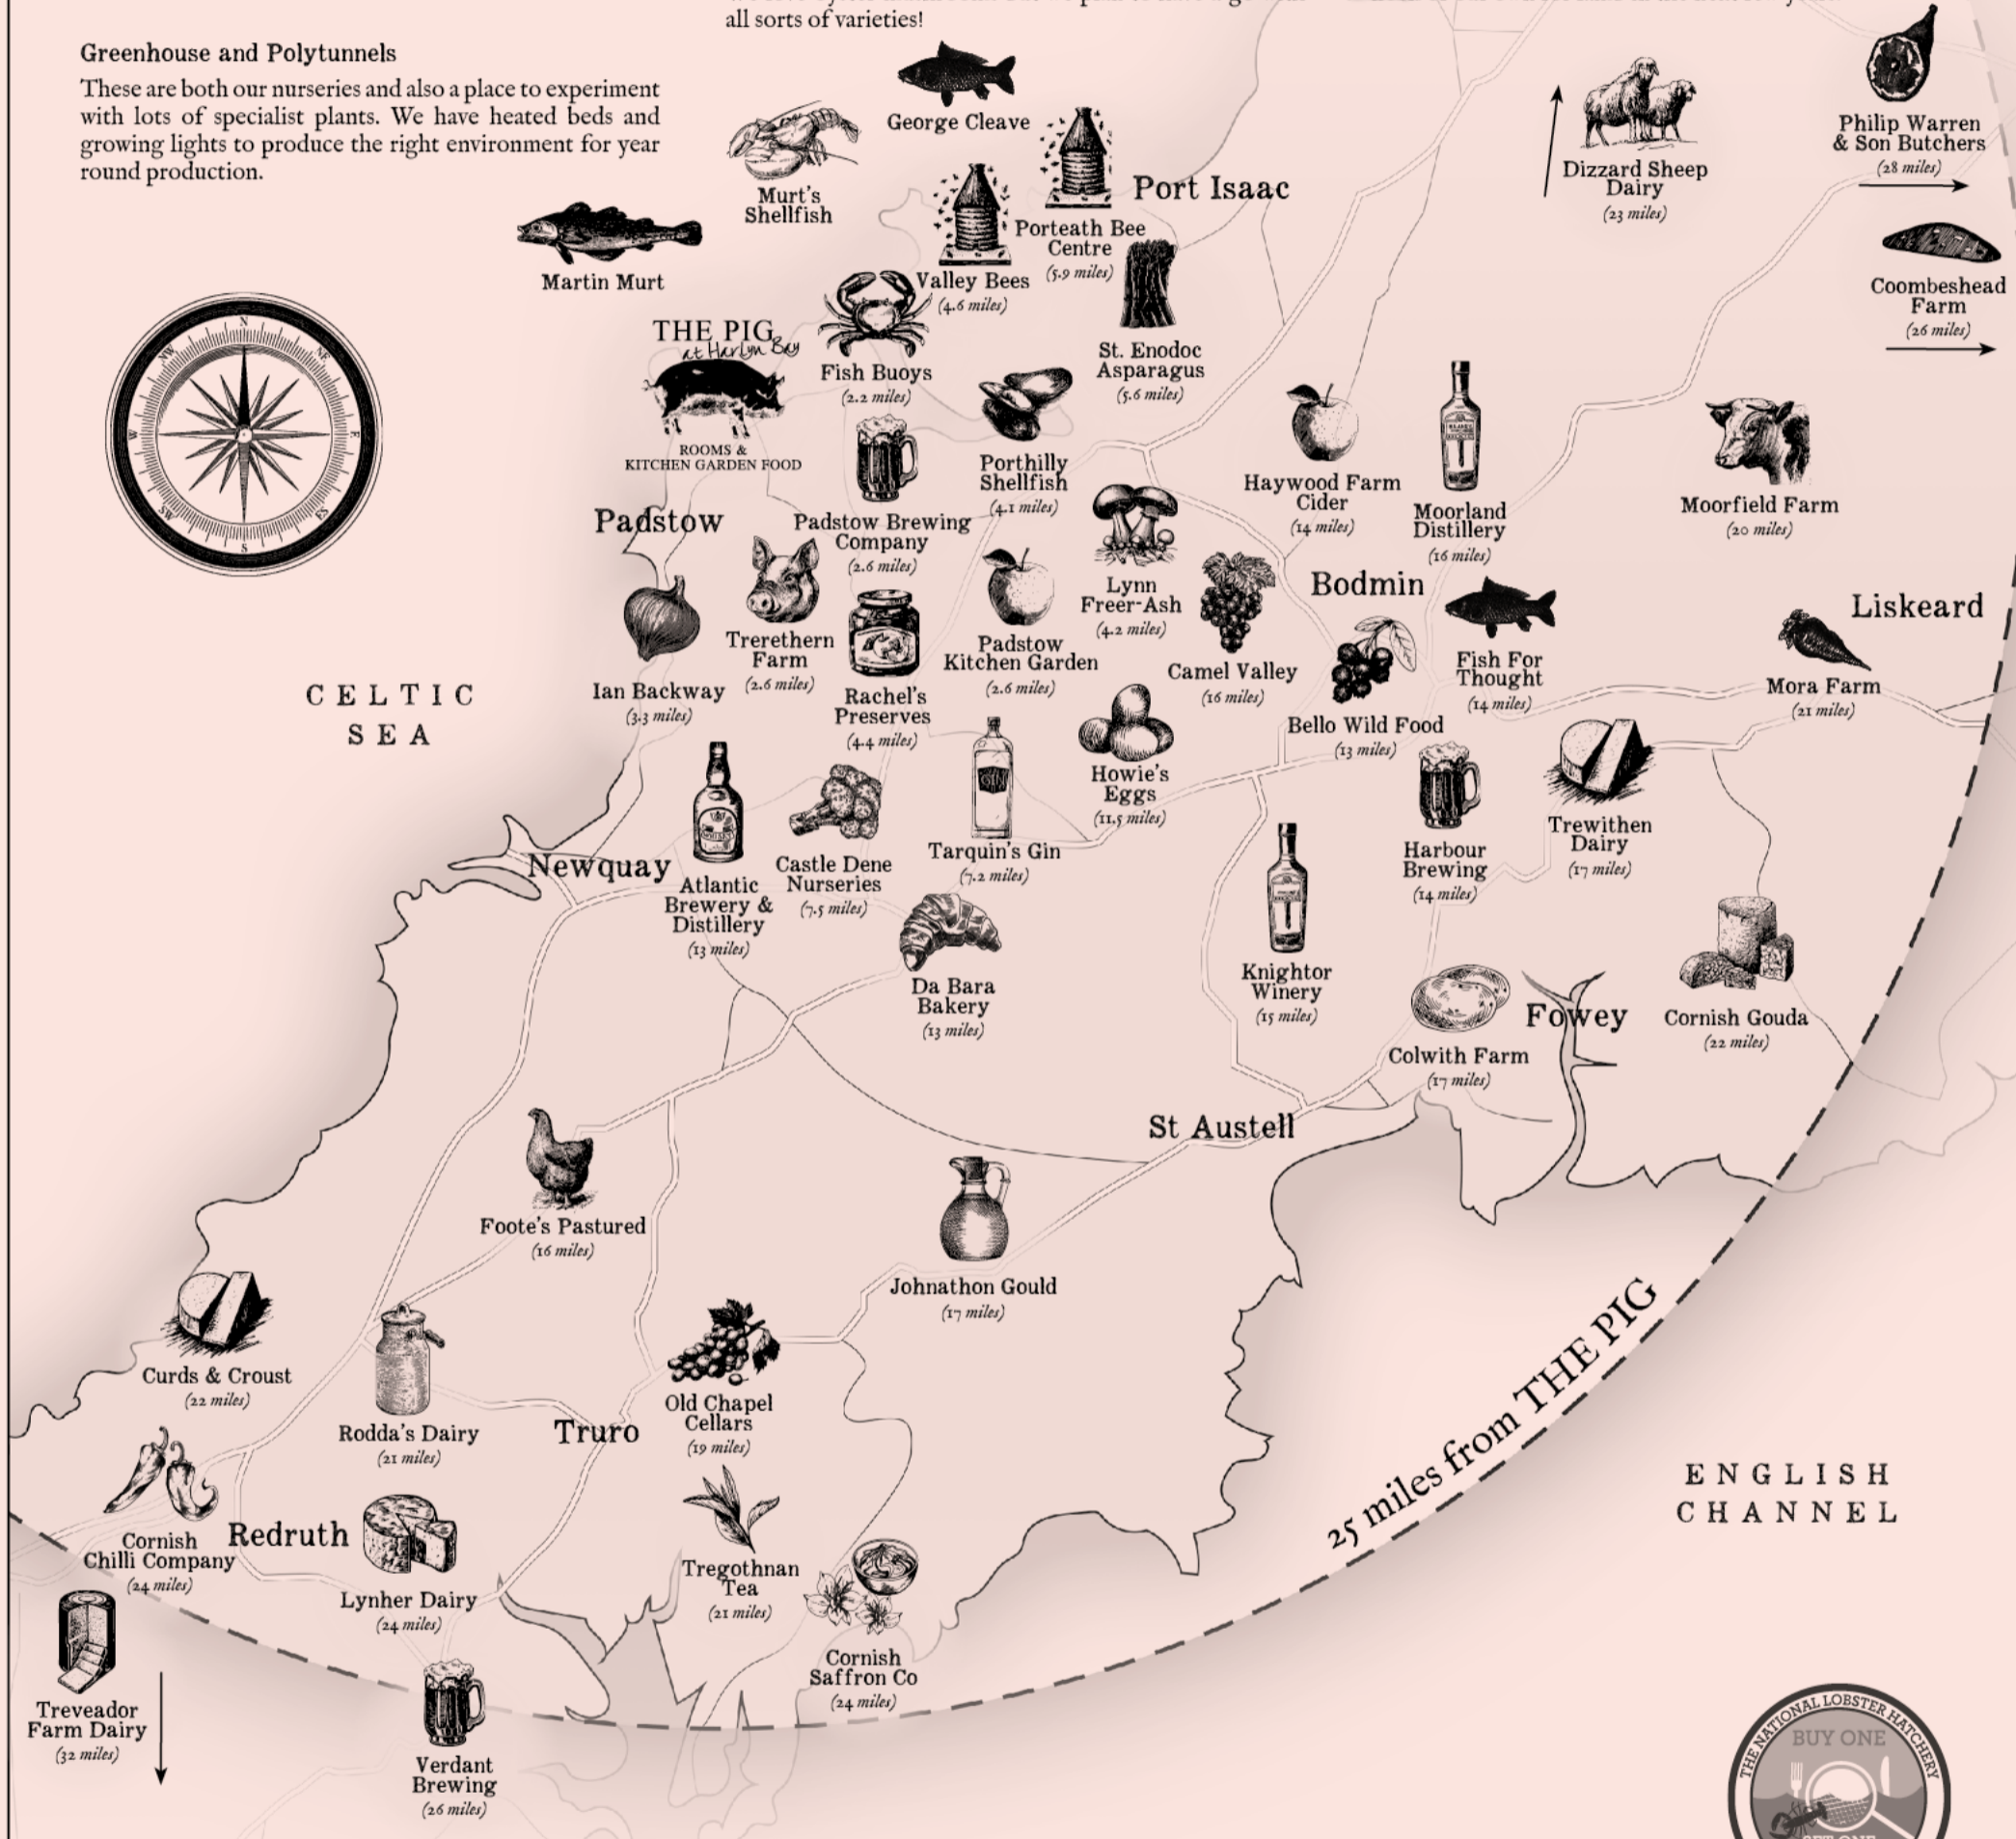 all sorts of varieties!
Greenhouse and Polytunnels
These are both our nurseries and also a place to experiment
with lots of specialist plants. We have heated beds and
growing lights to produce the right environment for year
round production.
George Cleave
Murt's
Shellfish
Martin Murt
Valley Bees
(4.6 miles)
Porteath Bee
Centre
(5.9 miles)
Port Isaac
Dizzard Sheep
Dairy
(23 miles)
Philip Warren
& Son Butchers
(28 miles)
Coombeshead
Farm
(26 miles)
N
NE
E
S
SW
W
NW
THE PIG
at Harlyn Bay
ROOMS &
KITCHEN GARDEN FOOD
Fish Buoys
(2.2 miles)
St. Enodoc
Asparagus
(5.6 miles)
Padstow
Padstow Brewing
Company
(2.6 miles)
Porthilly
Shellfish
(4.1 miles)
Haywood Farm
Cider
(14 miles)
Moorland
Distillery
(16 miles)
Moorfield Farm
(20 miles)
Lynn
Freer-Ash
(4.2 miles)
Bodmin
Liskeard
Ian Backway
(3.3 miles)
Trerethern
Farm
(2.6 miles)
Rachel's
Preserves
(4.4 miles)
Padstow
Kitchen Garden
(2.6 miles)
Camel Valley
(16 miles)
Bello Wild Food
(13 miles)
Fish For
Thought
(14 miles)
Mora Farm
(21 miles)
CELTIC
SEA
Howie's
Eggs
(11.5 miles)
Newquay
WHISKY
Atlantic
Brewery &
Distillery
(13 miles)
Castle Dene
Nurseries
(7.5 miles)
GIN
Tarquin's Gin
(7.2 miles)
Harbour
Brewing
(14 miles)
Trewithen
Dairy
(17 miles)
Da Bara
Bakery
(13 miles)
Knightor
Winery
(15 miles)
Colwith Farm
(17 miles)
Fowey
Cornish Gouda
(22 miles)
St Austell
Foote's Pastured
(16 miles)
Johnathon Gould
(17 miles)
Curds & Croust
(22 miles)
Rodda's Dairy
(21 miles)
Truro
Old Chapel
Cellars
(19 miles)
25 miles from THE PIG
ENGLISH
CHANNEL
Cornish
Chilli Company
(24 miles)
Redruth
Lynher Dairy
(24 miles)
Tregothnan
Tea
(21 miles)
Cornish
Saffron Co
(24 miles)
Treveador
Farm Dairy
(32 miles)
Verdant
Brewing
(26 miles)
THE NATIONAL LOBSTER HATCHERY
BUY ONE